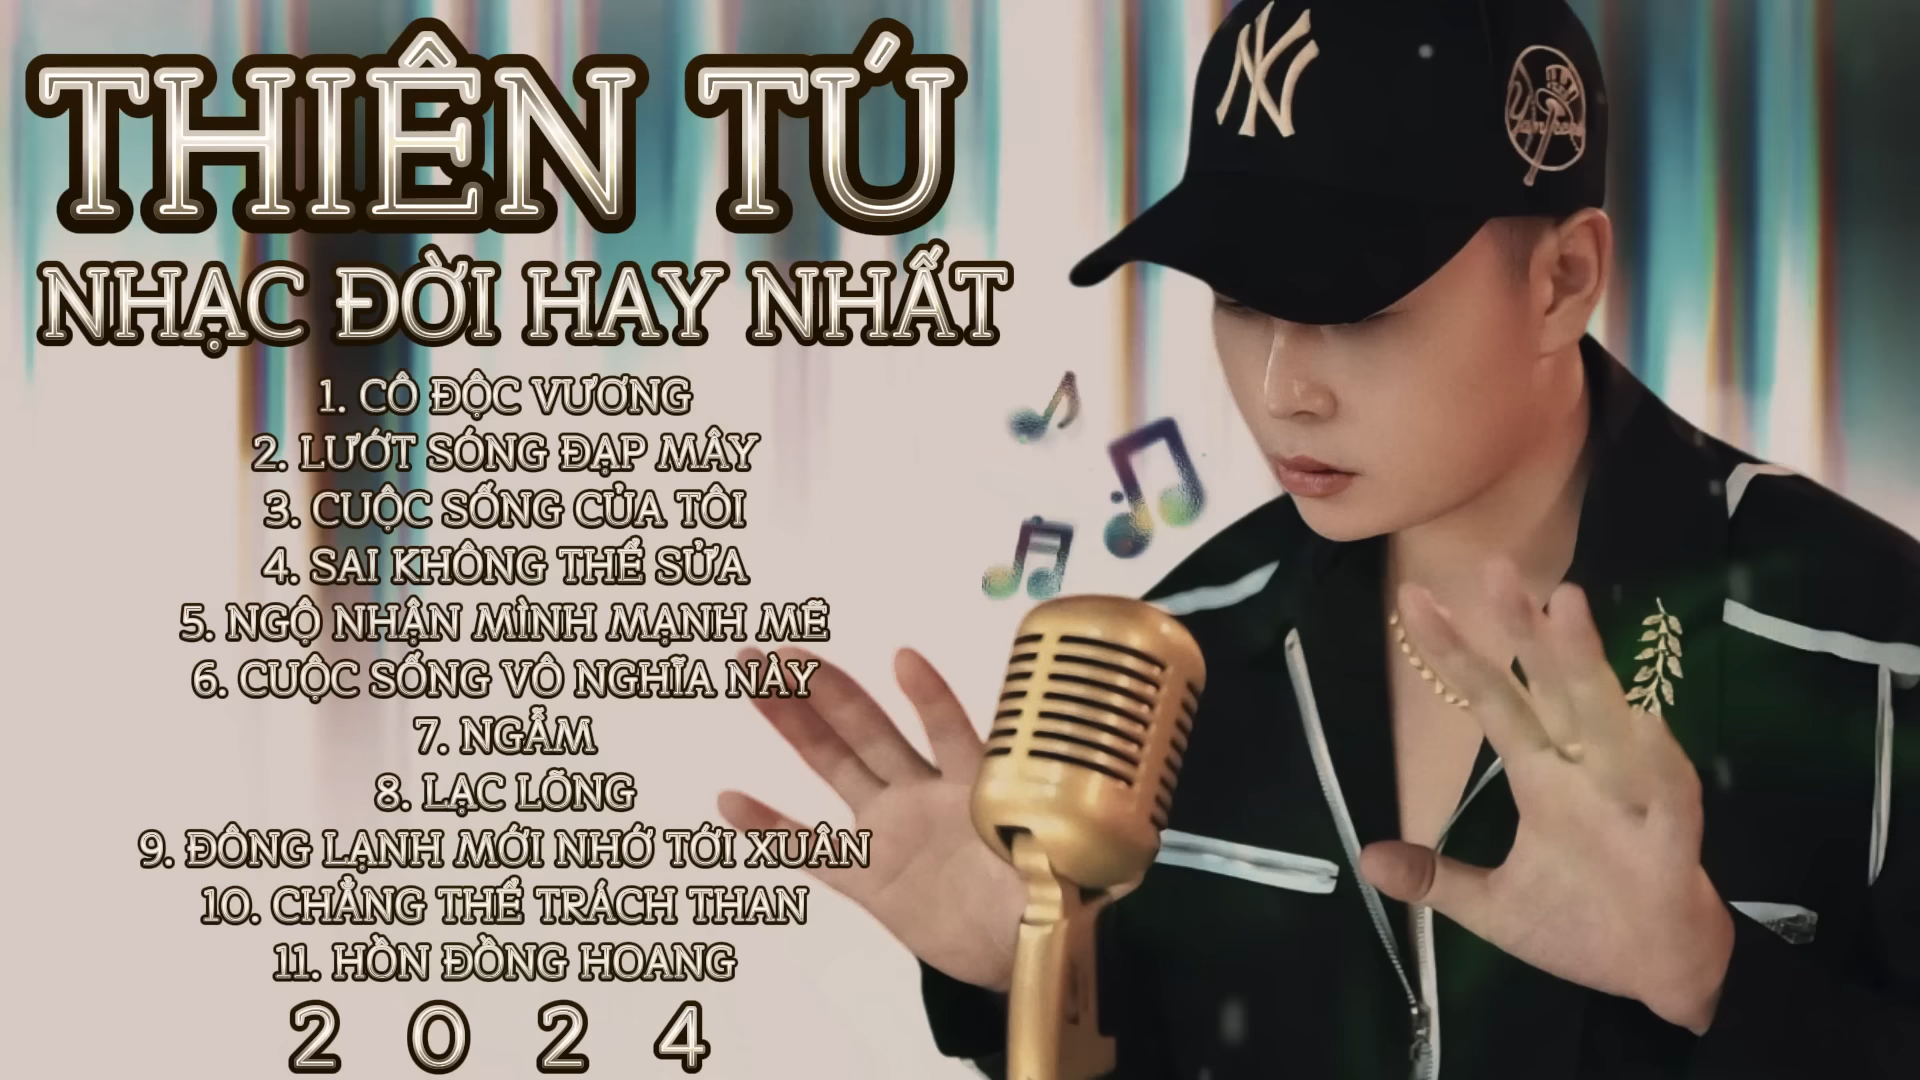 THIÊN TÚ
NHẠC ĐỜI HAY NHẤT
1. CÔ ĐỘC VƯƠNG
2. LƯỚT SÓNG ĐẠP MÂY
3. CUỘC SỐNG CỦA TÔI
4. SAI KHÔNG THỂ SỬA
5. NGỘ NHẬN MÌNH MẠNH MẼ
6. CUỘC SỐNG VÔ NGHĨA NÀY
7. NGẪM
8. LẠC LÕNG
9. ĐÔNG LẠNH MỚI NHỚ TỚI XUÂN
10. CHẲNG THỂ TRÁCH THAN
11. HỒN ĐỒNG HOANG
2 0 2 4
NY
Yankees